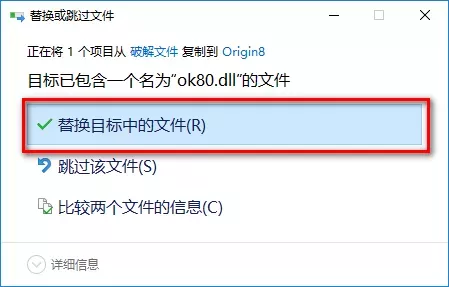 替换或跳过文件
正在将 1 个项目从 破解文件 复制到 Origin8
目标已包含一个名为"ok80.dll"的文件
替换目标中的文件(R)
跳过该文件(S)
比较两个文件的信息(C)
详细信息